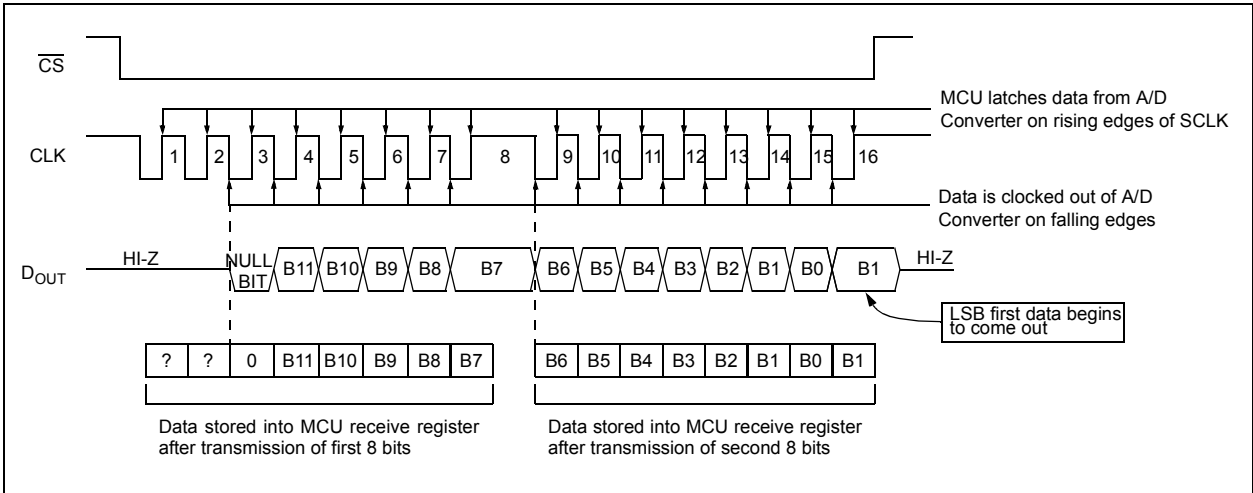 CS
MCU latches data from A/D
Converter on rising edges of SCLK
CLK
1 2 3 4 5 6 7 8 9 10 11 12 13 14 15 16
Data is clocked out of A/D
Converter on falling edges
DOUT
HI-Z
NULL
BIT
B11 B10 B9 B8 B7 B6 B5 B4 B3 B2 B1 B0 B1
HI-Z
LSB first data begins
to come out
? ? 0 B11 B10 B9 B8 B7 B6 B5 B4 B3 B2 B1 B0 B1
Data stored into MCU receive register
after transmission of first 8 bits
Data stored into MCU receive register
after transmission of second 8 bits